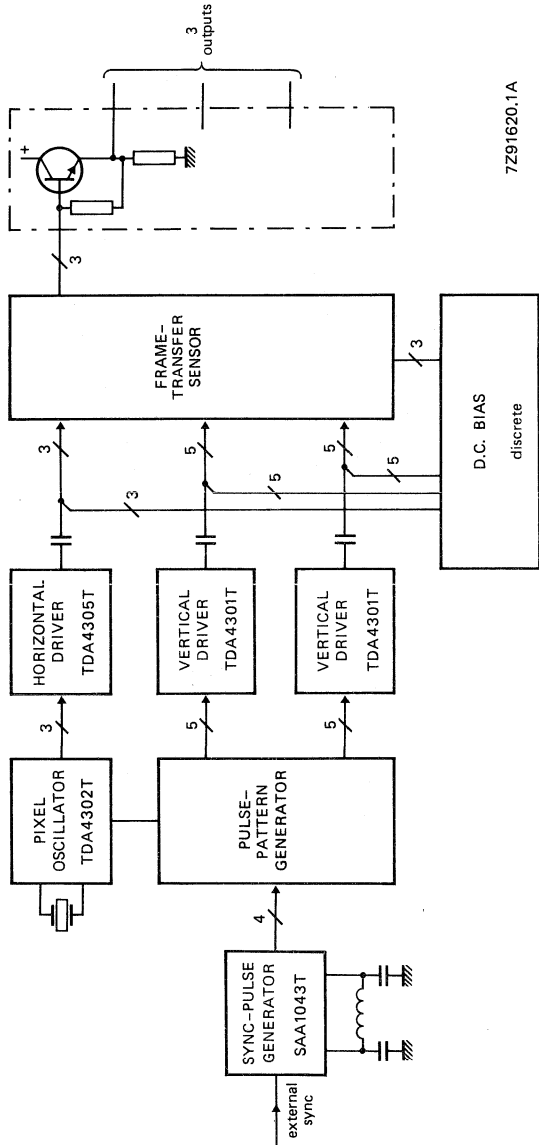 external
sync
SYNC-PULSE
GENERATOR
SAA1043T
4
PIXEL
OSCILLATOR
TDA4302T
PULSE-
PATTERN
GENERATOR
3
5
5
HORIZONTAL
DRIVER
TDA4305T
VERTICAL
DRIVER
TDA4301T
VERTICAL
DRIVER
TDA4301T
3
5
5
3
5
5
FRAME-
TRANSFER
SENSOR
3
D.C. BIAS
discrete
3
+
3
outputs
7Z91620.1A